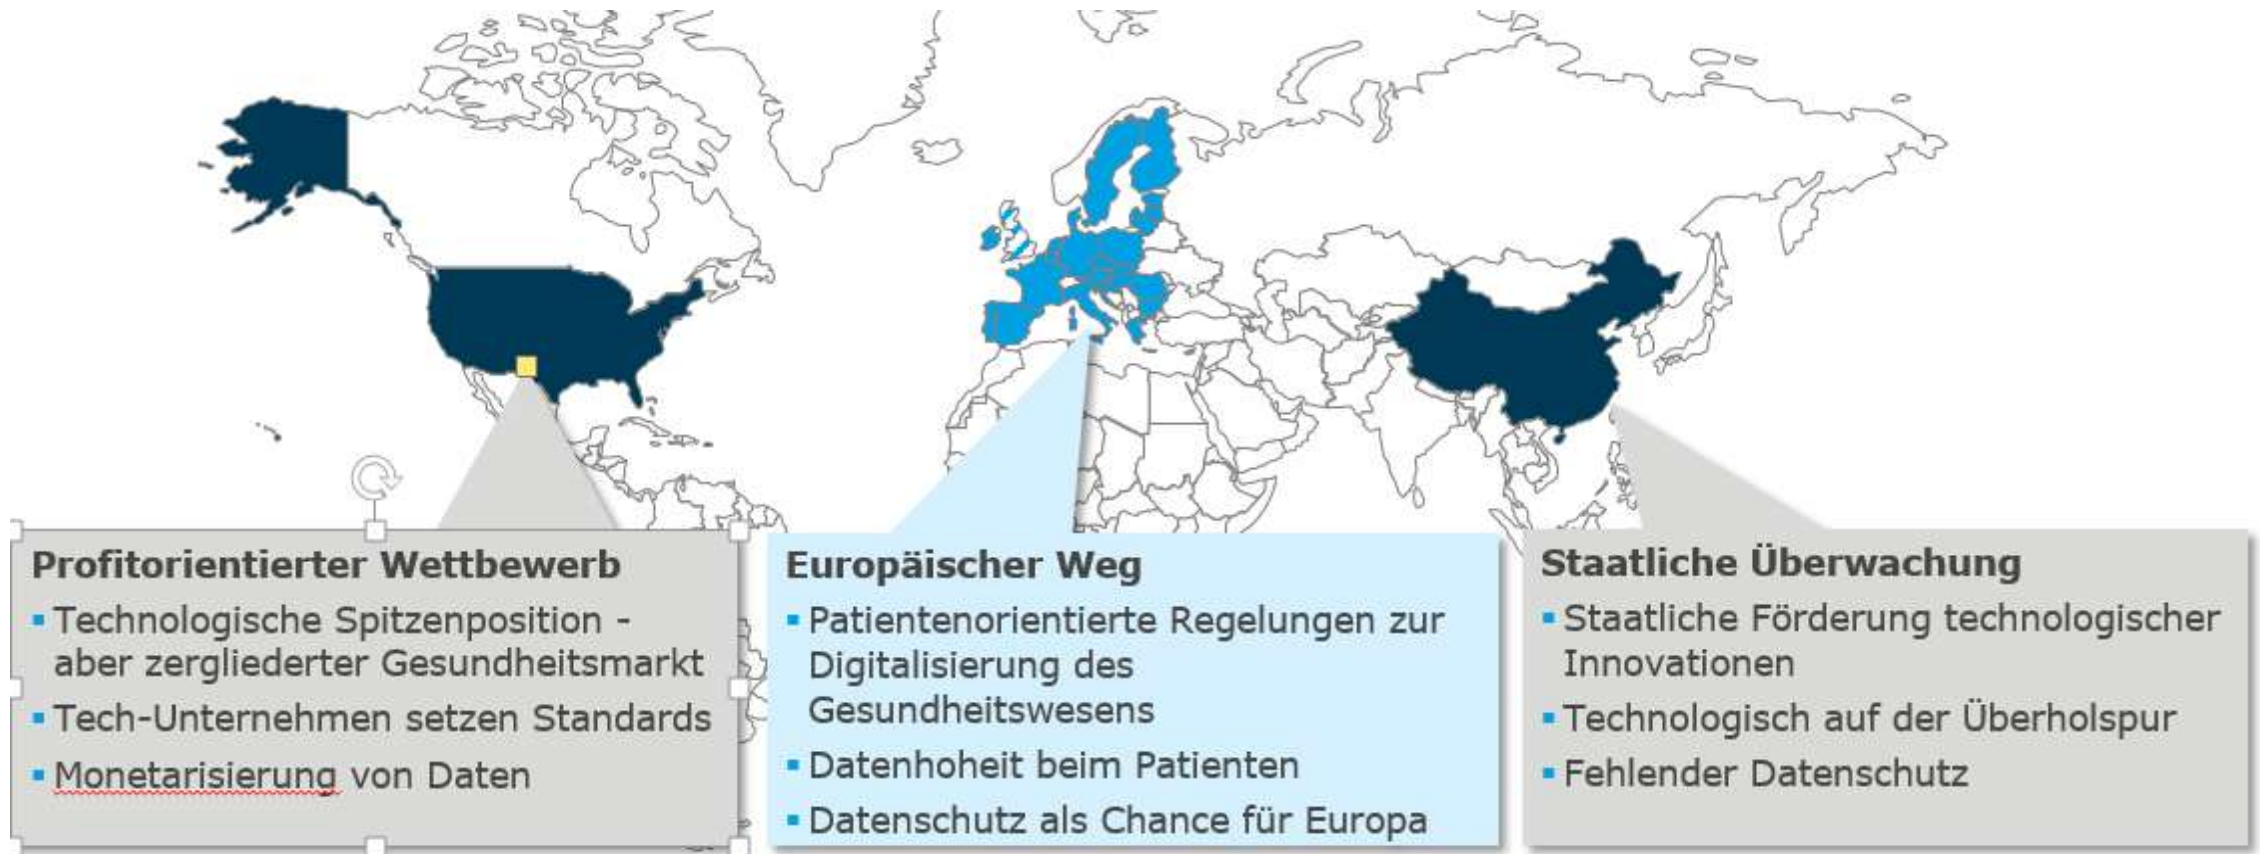 Profitorientierter Wettbewerb
▪ Technologische Spitzenposition -
aber zergliederter Gesundheitsmarkt
▪ Tech-Unternehmen setzen Standards
▪ Monetarisierung von Daten
Europäischer Weg
▪ Patientenorientierte Regelungen zur
Digitalisierung des
Gesundheitswesens
▪ Datenhoheit beim Patienten
▪ Datenschutz als Chance für Europa
Staatliche Überwachung
▪ Staatliche Förderung technologischer
Innovationen
▪ Technologisch auf der Überholspur
▪ Fehlender Datenschutz